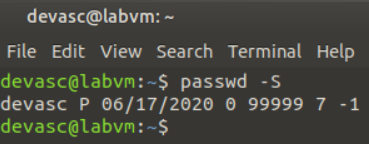 devasc@labvm: ~
File Edit View Search Terminal Help
devasc@labvm:~$ passwd -S
devasc P 06/17/2020 0 99999 7 -1
devasc@labvm:~$